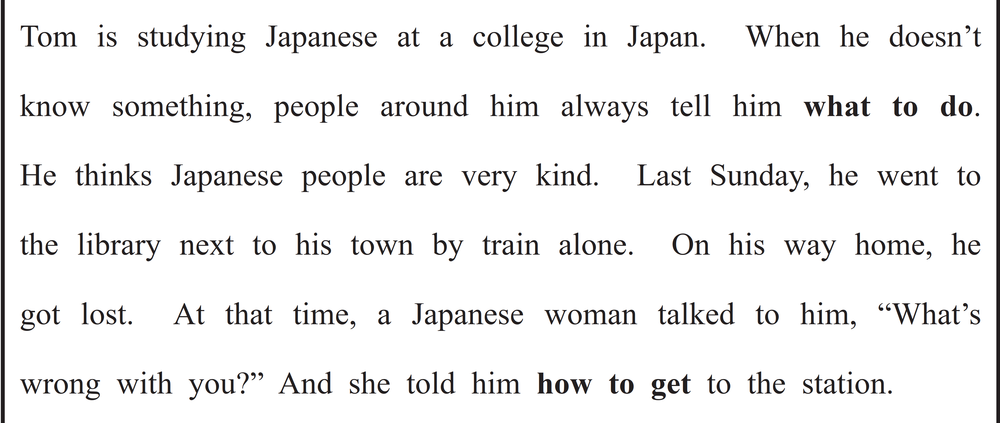 Tom is studying Japanese at a college in Japan. When he doesn’t
know something, people around him always tell him what to do.
He thinks Japanese people are very kind. Last Sunday, he went to
the library next to his town by train alone. On his way home, he
got lost. At that time, a Japanese woman talked to him, “What’s
wrong with you?” And she told him how to get to the station.